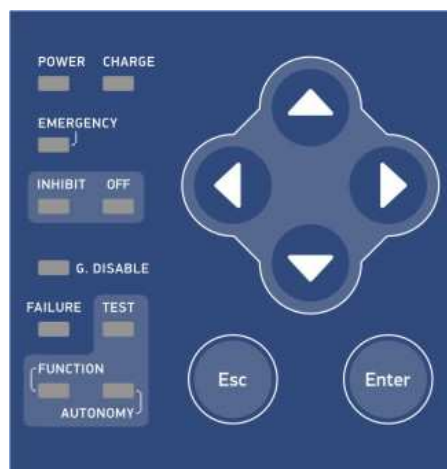 POWER CHARGE
EMERGENCY
INHIBIT OFF
G. DISABLE
FAILURE TEST
FUNCTION
AUTONOMY
Esc Enter